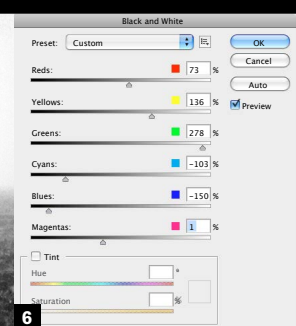 Black and White
Preset: Custom
OK
Cancel
Auto
Preview
Reds: 73 %
Yellows: 136 %
Greens: 278 %
Cyans: -103 %
Blues: -150 %
Magentas: 1 %
Tint
Hue °
Saturation %
6